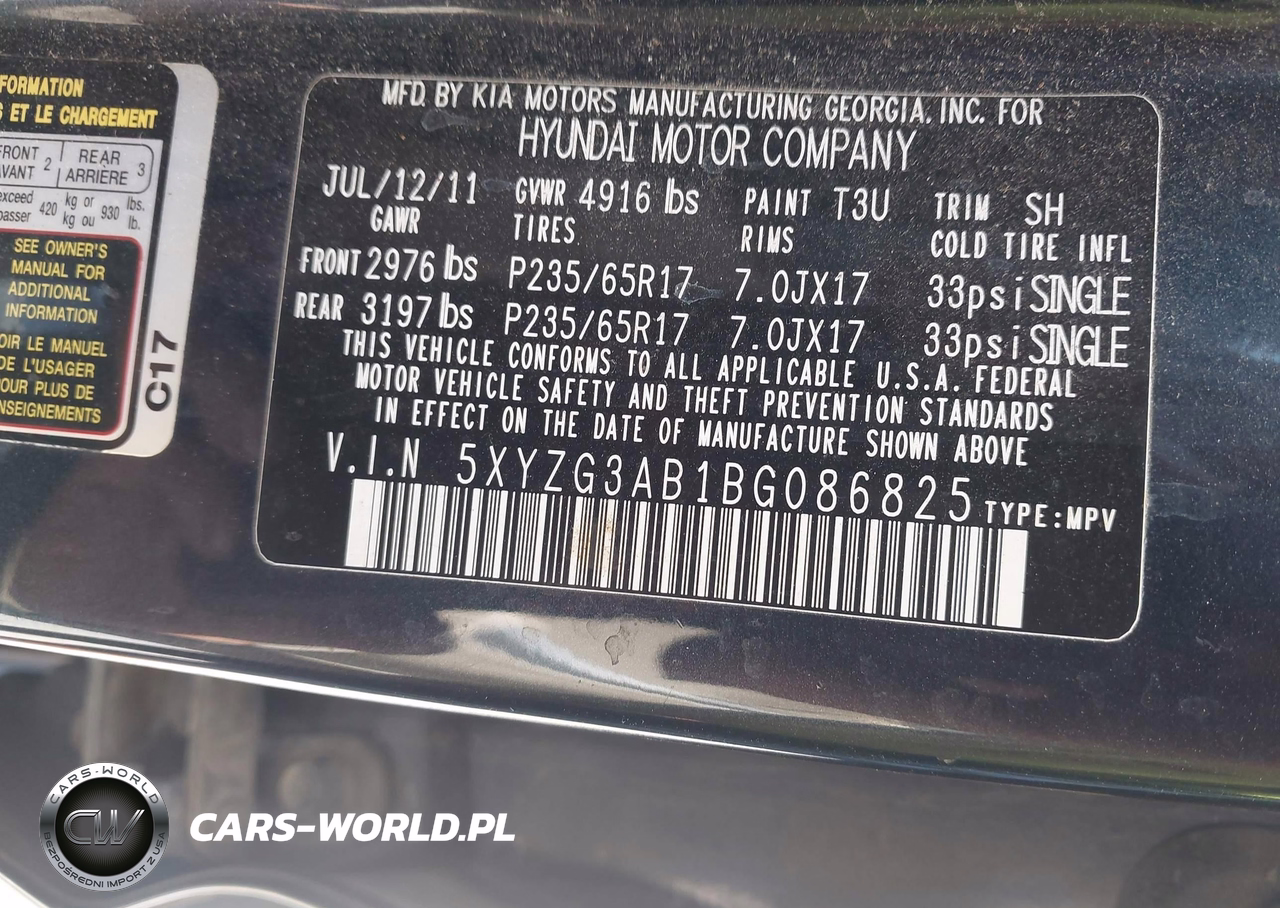 FORMATION
S ET LE CHARGEMENT
FRONT 2 REAR 3
AVANT ARRIÈRE
exceed 420 kg or 930 lbs.
passer kg ou lb.
SEE OWNER'S
MANUAL FOR
ADDITIONAL
INFORMATION
OIR LE MANUEL
DE L'USAGER
POUR PLUS DE
NSEIGNEMENTS
C17
MFD. BY KIA MOTORS MANUFACTURING GEORGIA, INC. FOR
HYUNDAI MOTOR COMPANY
JUL/12/11 GVWR 4916 lbs PAINT T3U TRIM SH
GAWR TIRES RIMS COLD TIRE INFL
FRONT 2976 lbs P235/65R17 7.0JX17 33psi SINGLE
REAR 3197 lbs P235/65R17 7.0JX17 33psi SINGLE
THIS VEHICLE CONFORMS TO ALL APPLICABLE U.S.A. FEDERAL
MOTOR VEHICLE SAFETY AND THEFT PREVENTION STANDARDS
IN EFFECT ON THE DATE OF MANUFACTURE SHOWN ABOVE
V.I.N 5XYZG3AB1BG086825 TYPE:MPV
CARS-WORLD
CW
BEZPOŚREDNI IMPORT Z USA
CARS-WORLD.PL